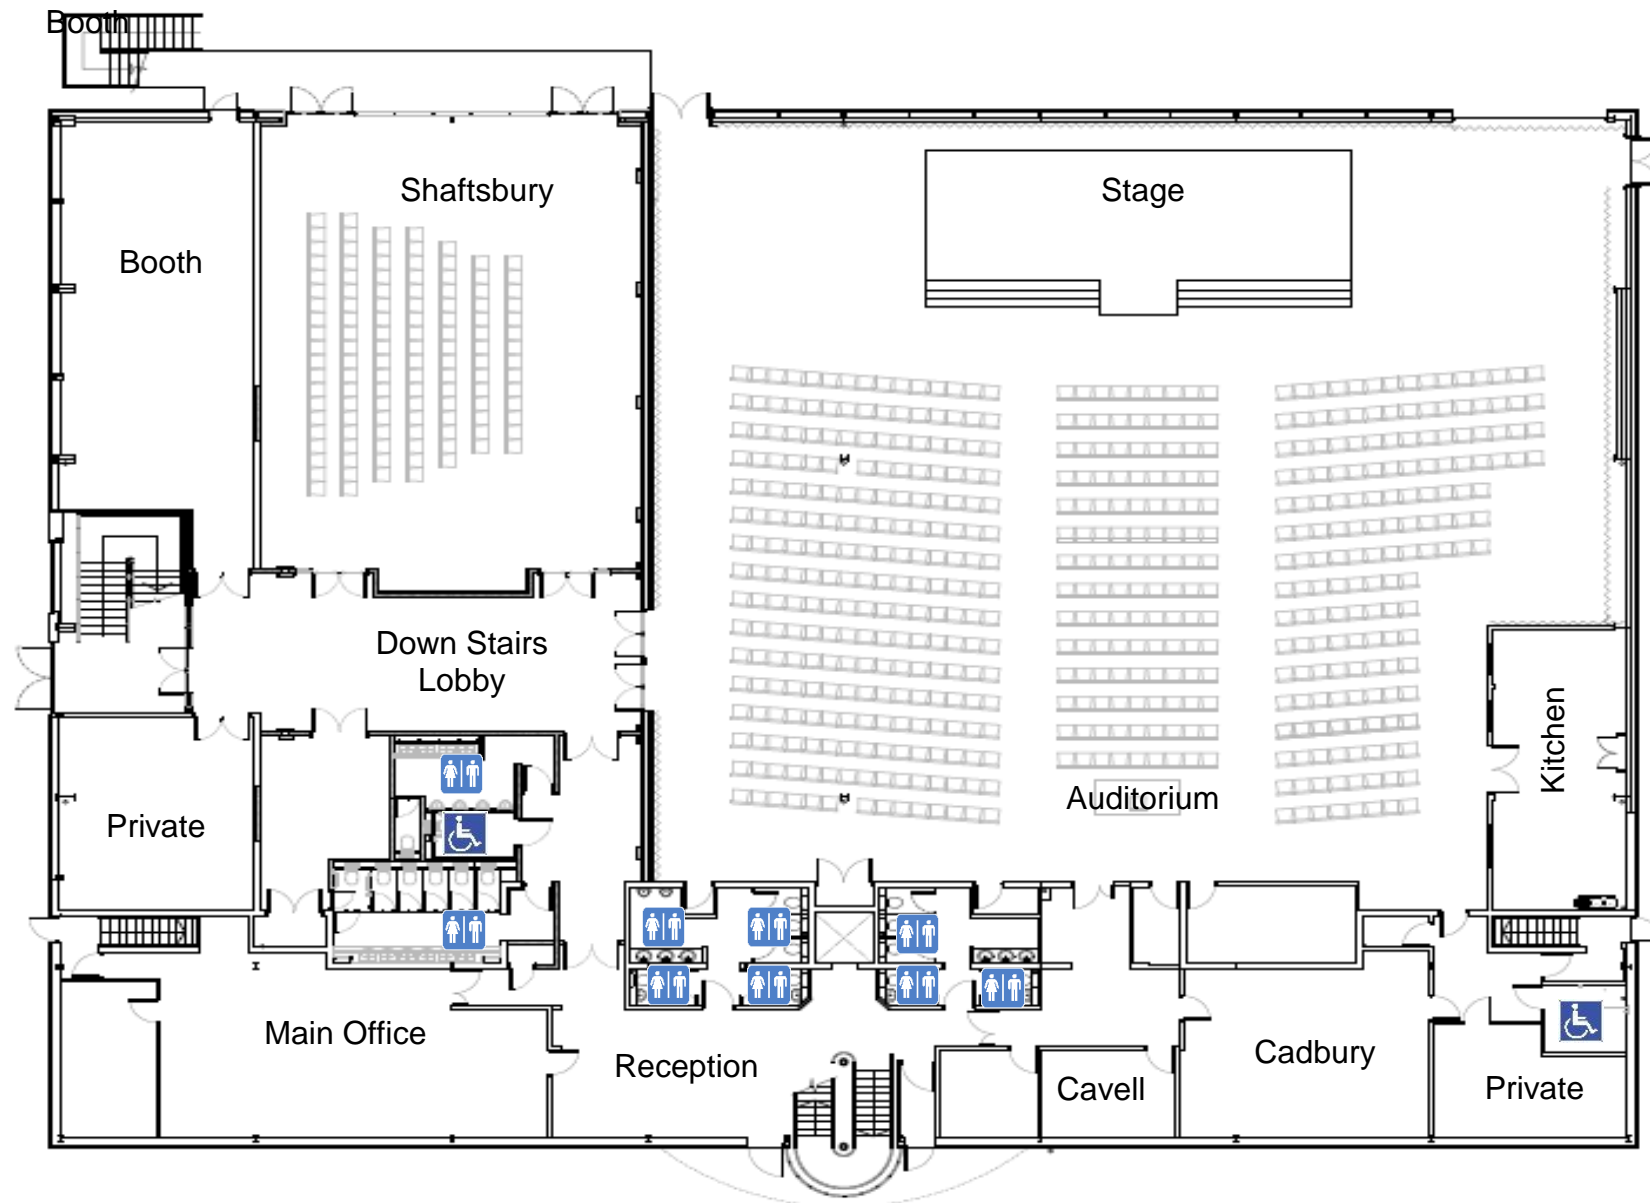 Booth
Shaftsbury
Stage
Booth
Down Stairs
Lobby
Kitchen
Auditorium
Private
Main Office
Reception
Cadbury
Cavell
Private